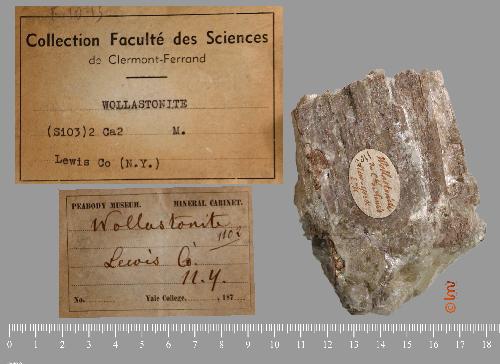 Collection Faculté des Sciences
de Clermont-Ferrand
WOLLASTONITE
(SiO3)2 Ca2 M.
Lewis Co (N.Y.)
PEABODY MUSEUM. MINERAL CABINET.
Wollastonite
1102
Lewis Co.
N.Y.
No. Yale College, , 187
Wollastonite
0 1 2 3 4 5 6 7 8 9 10 11 12 13 14 15 16 17 18